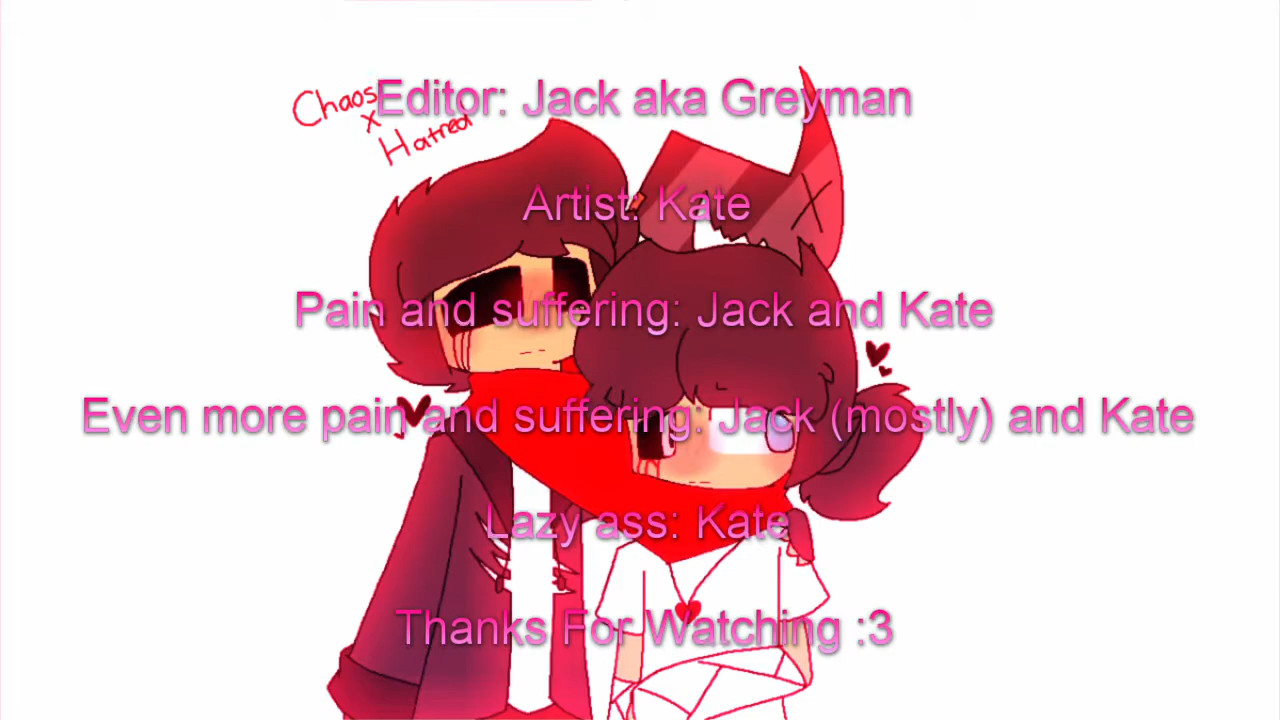 Editor: Jack aka Greyman
Chaos
x
Hatred
Artist: Kate
Pain and suffering: Jack and Kate
Even more pain and suffering: Jack (mostly) and Kate
Lazy ass: Kate
Thanks For Watching :3